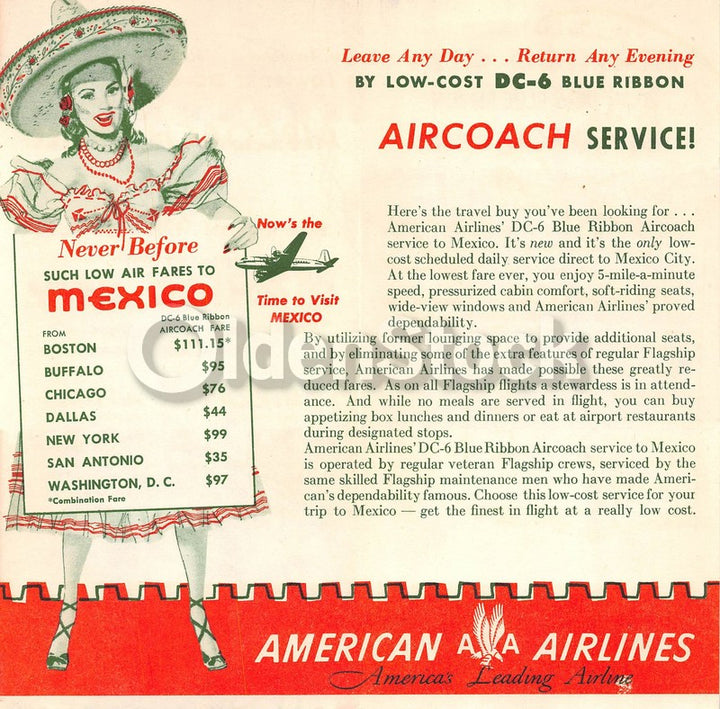 Leave Any Day . . . Return Any Evening
BY LOW-COST DC-6 BLUE RIBBON
AIRCOACH SERVICE!
Never Before
SUCH LOW AIR FARES TO
MEXICO
DC-6 Blue Ribbon
FROM AIRCOACH FARE
BOSTON $111.15*
BUFFALO $95
CHICAGO $76
DALLAS $44
NEW YORK $99
SAN ANTONIO $35
WASHINGTON, D. C. $97
*Combination Fare
Now's the
Time to Visit
MEXICO
Here's the travel buy you've been looking for . . .
American Airlines' DC-6 Blue Ribbon Aircoach
service to Mexico. It's new and it's the only low-
cost scheduled daily service direct to Mexico City.
At the lowest fare ever, you enjoy 5-mile-a-minute
speed, pressurized cabin comfort, soft-riding seats,
wide-view windows and American Airlines' proved
dependability.
By utilizing former lounging space to provide additional seats,
and by eliminating some of the extra features of regular Flagship
service, American Airlines has made possible these greatly re-
duced fares. As on all Flagship flights a stewardess is in attend-
ance. And while no meals are served in flight, you can buy
appetizing box lunches and dinners or eat at airport restaurants
during designated stops.
American Airlines' DC-6 Blue Ribbon Aircoach service to Mexico
is operated by regular veteran Flagship crews, serviced by the
same skilled Flagship maintenance men who have made Ameri-
can's dependability famous. Choose this low-cost service for your
trip to Mexico — get the finest in flight at a really low cost.
OldenStock
AMERICAN A A AIRLINES
America's Leading Airline